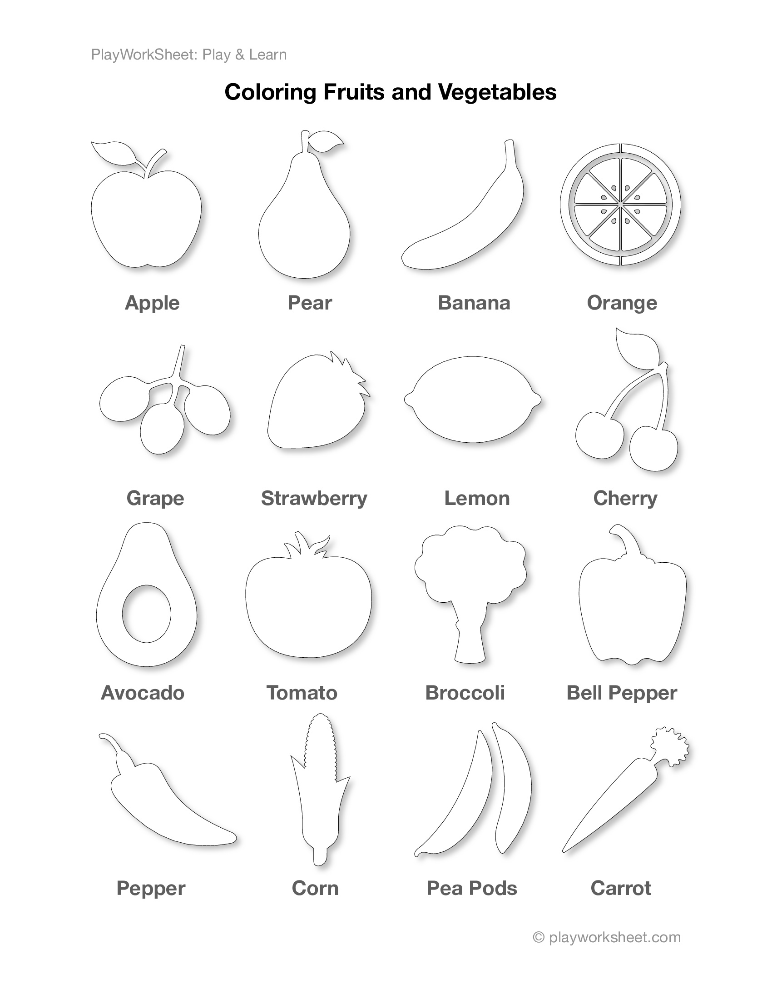 PlayWorkSheet: Play & Learn
Coloring Fruits and Vegetables
Apple Pear Banana Orange
Grape Strawberry Lemon Cherry
Avocado Tomato Broccoli Bell Pepper
Pepper Corn Pea Pods Carrot
© playworksheet.com